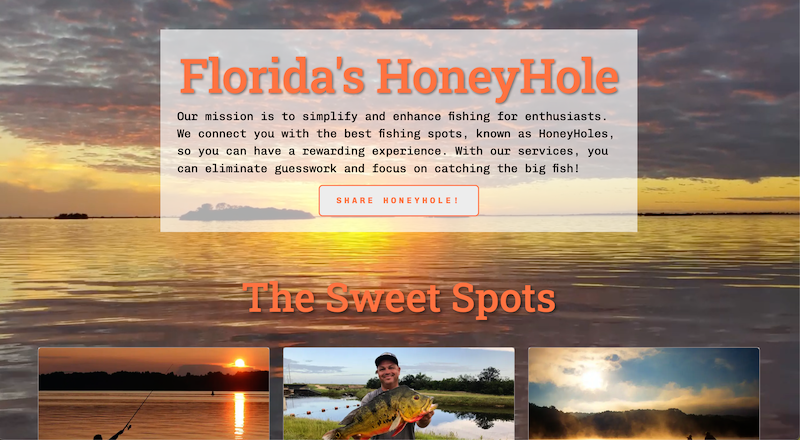 Florida's HoneyHole
Our mission is to simplify and enhance fishing for enthusiasts.
We connect you with the best fishing spots, known as HoneyHoles,
so you can have a rewarding experience. With our services, you
can eliminate guesswork and focus on catching the big fish!
SHARE HONEYHOLE!
The Sweet Spots